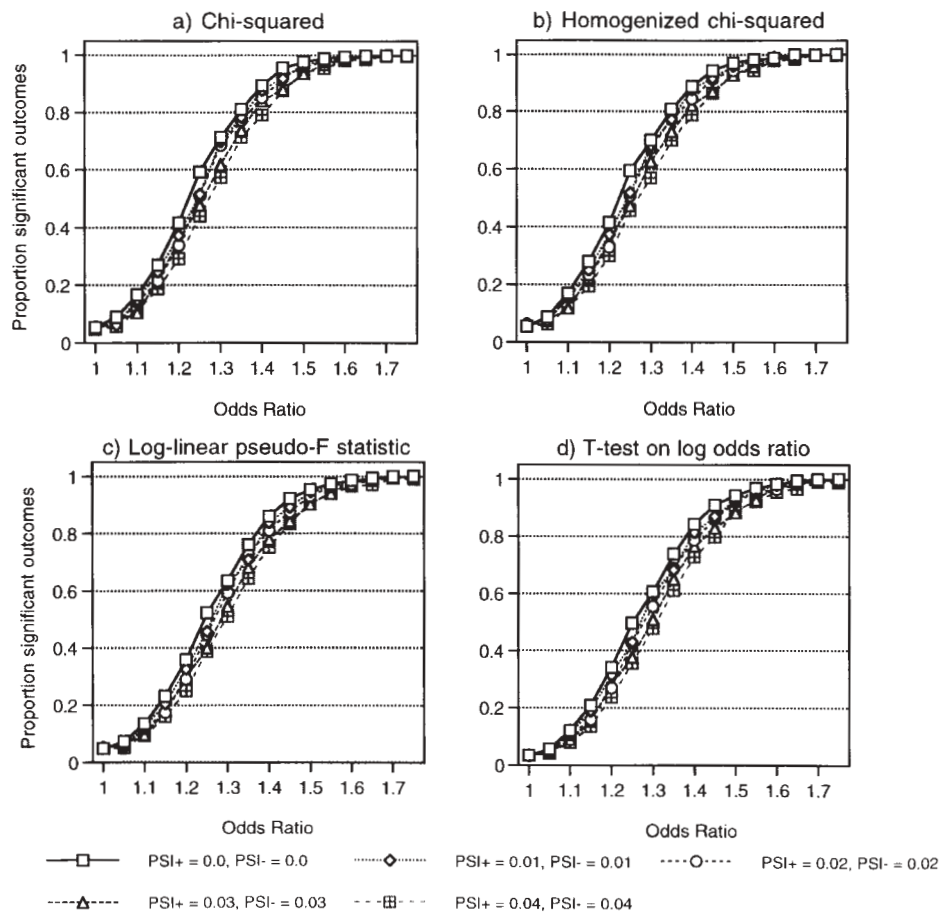 a) Chi-squared
b) Homogenized chi-squared
Proportion significant outcomes
1
0.8
0.6
0.4
0.2
0
1 1.1 1.2 1.3 1.4 1.5 1.6 1.7
Odds Ratio
1
0.8
0.6
0.4
0.2
0
1 1.1 1.2 1.3 1.4 1.5 1.6 1.7
Odds Ratio
c) Log-linear pseudo-F statistic
d) T-test on log odds ratio
Proportion significant outcomes
1
0.8
0.6
0.4
0.2
0
1 1.1 1.2 1.3 1.4 1.5 1.6 1.7
Odds Ratio
1
0.8
0.6
0.4
0.2
0
1 1.1 1.2 1.3 1.4 1.5 1.6 1.7
Odds Ratio
PSI+ = 0.0, PSI- = 0.0
PSI+ = 0.01, PSI- = 0.01
PSI+ = 0.02, PSI- = 0.02
PSI+ = 0.03, PSI- = 0.03
PSI+ = 0.04, PSI- = 0.04